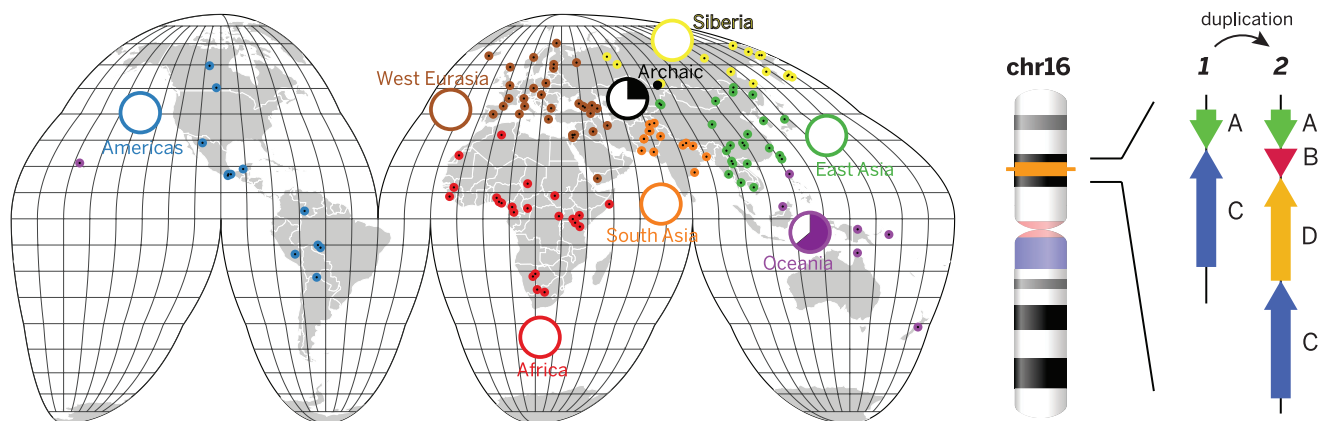 Siberia
West Eurasia
Archaic
Americas
East Asia
South Asia
Oceania
Africa
duplication
chr16
1
2
A
C
A
B
D
C